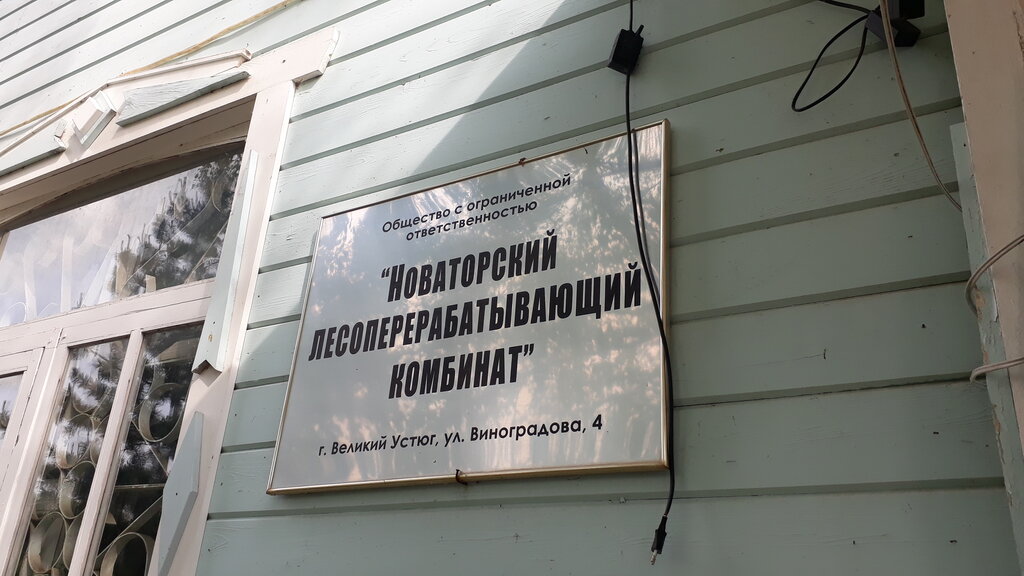 Общество с ограниченной
ответственностью
“Новаторский
лесоперерабатывающий
комбинат”
г. Великий Устюг, ул. Виноградова, 4